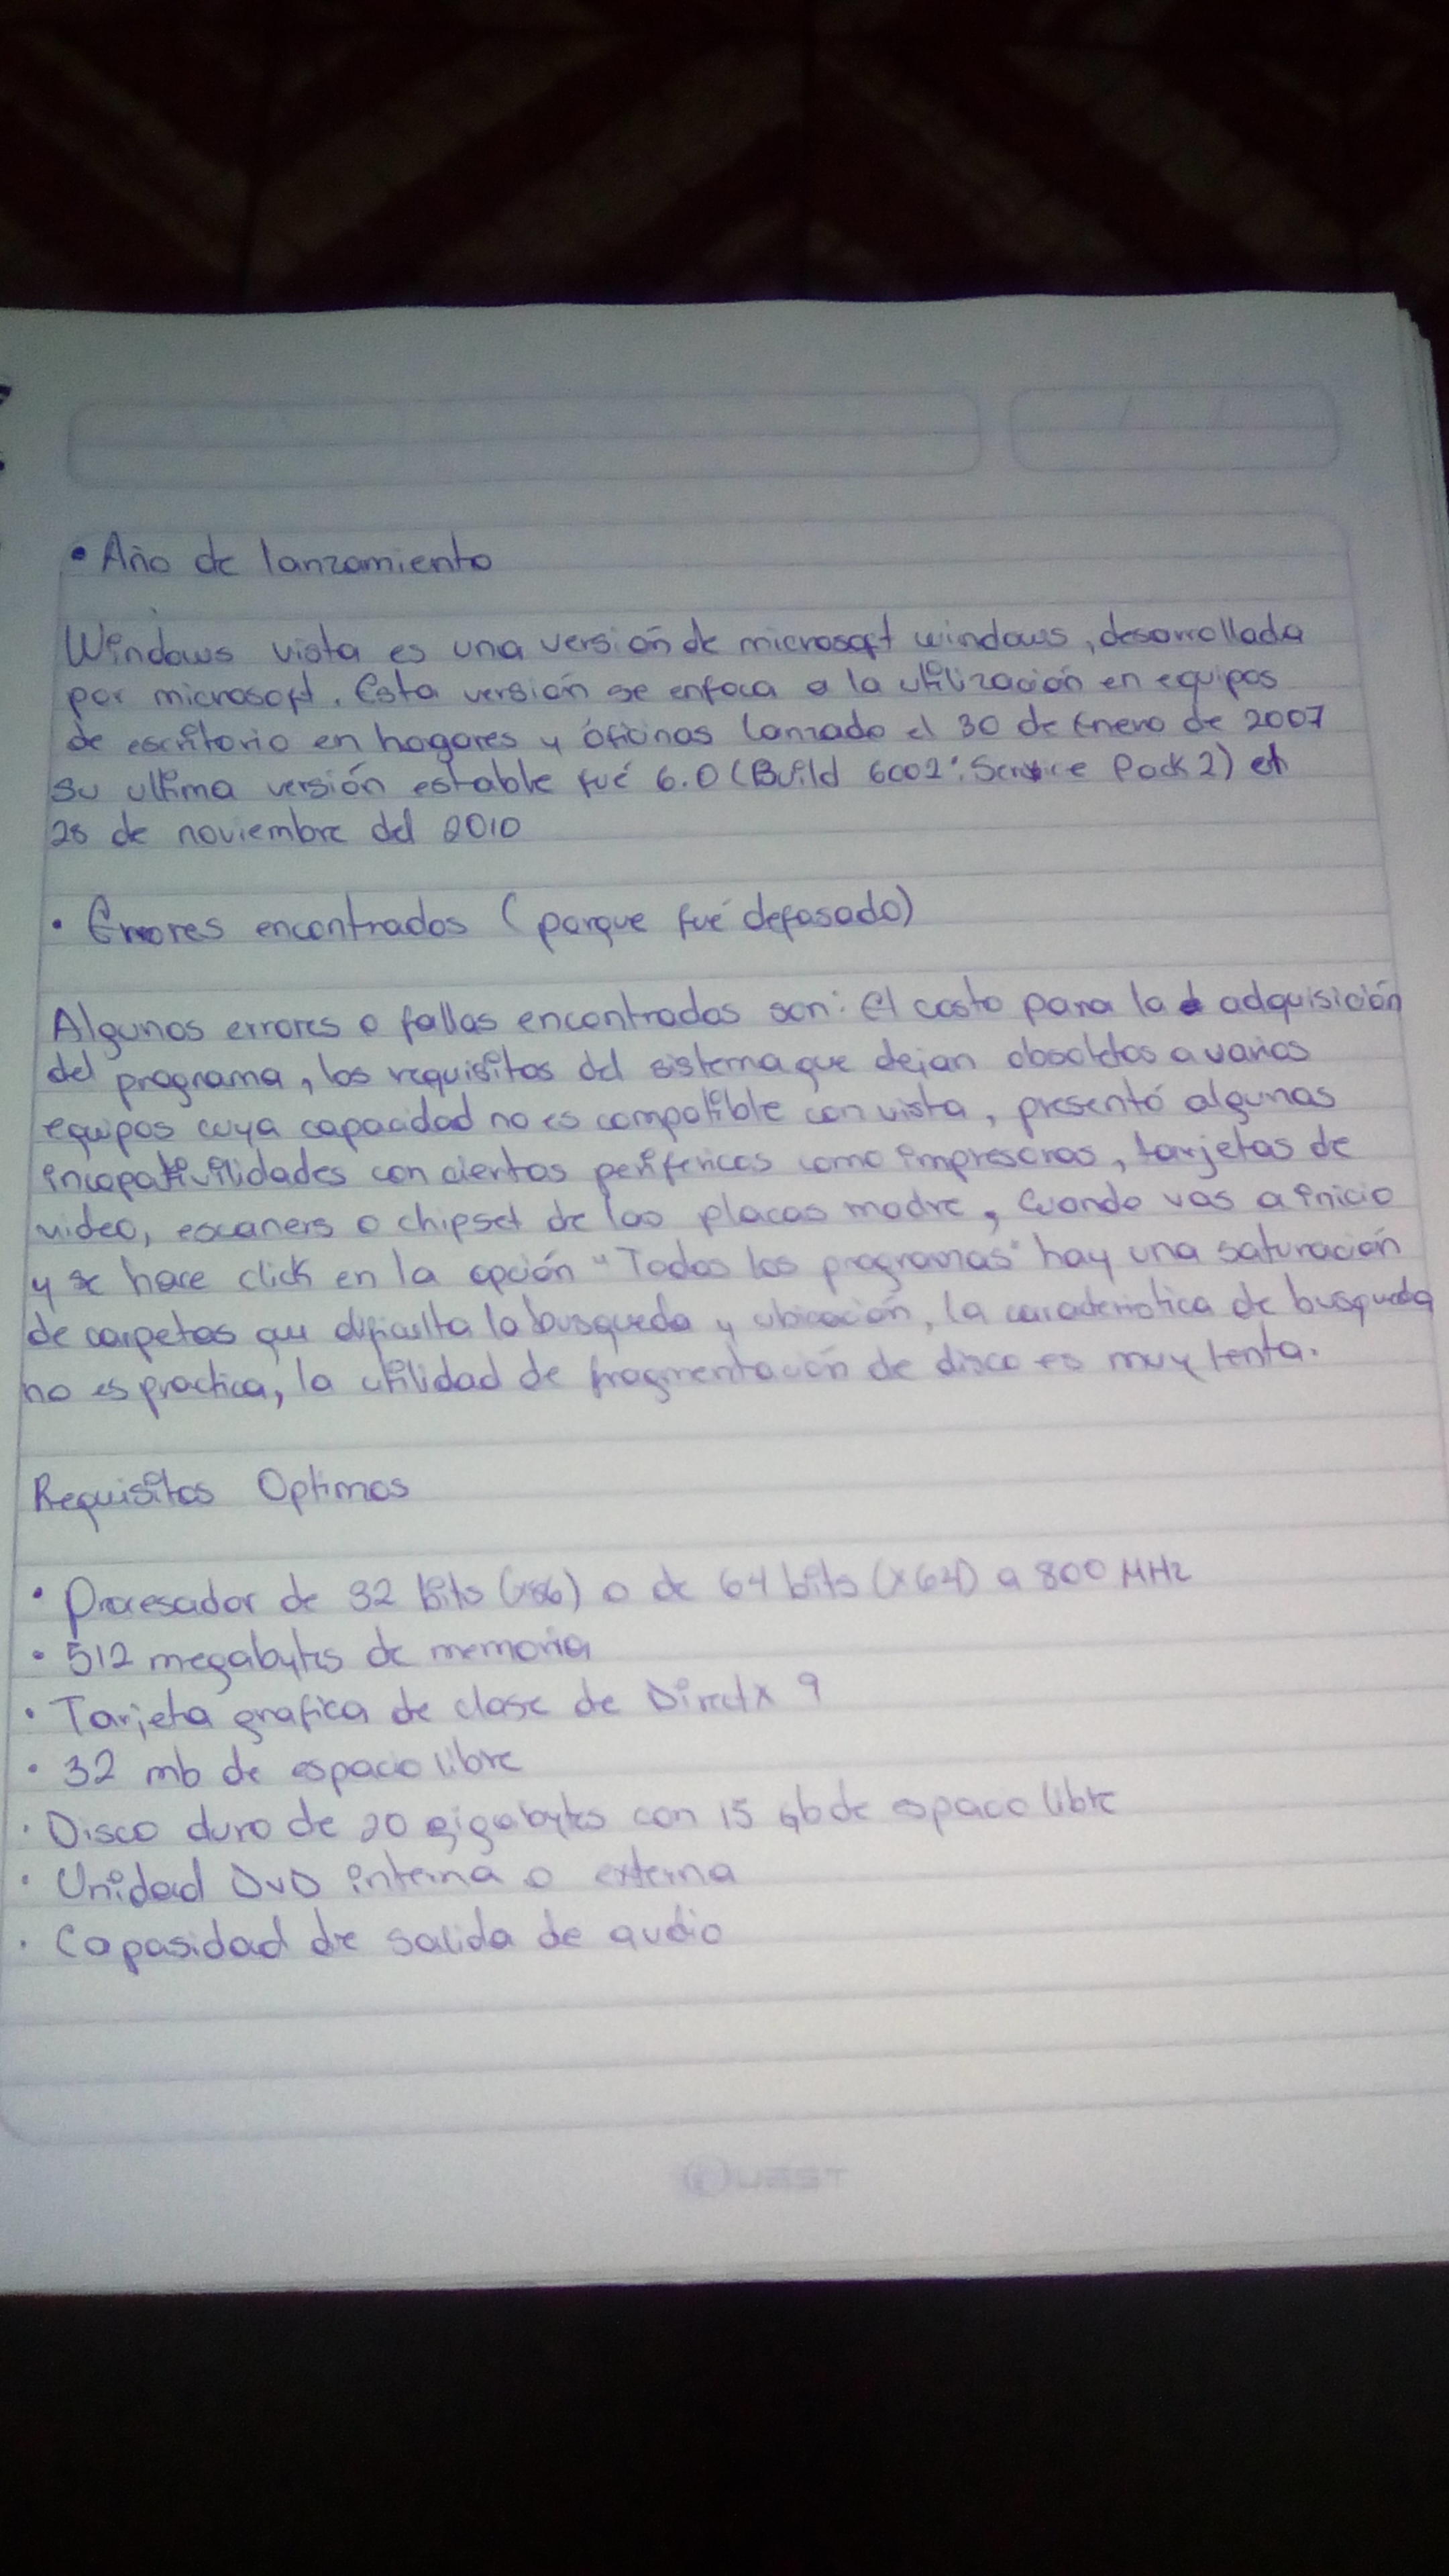 • Año de lanzamiento
Windows vista es una versión de microsoft windows, desarrollada
por microsoft. Esta versión se enfoca a la utilización en equipos
de escritorio en hogares y oficinas lanzado el 30 de Enero de 2007
su ultima versión estable fué 6.0 (Build 6002: Service Pack 2) el
28 de noviembre del 2010
• Errores encontrados (porque fué defasado)
Algunos errores o fallas encontrados son: El costo para la adquisición
del programa, los requisitos del sistema que dejan obsoletos a varios
equipos cuya capacidad no es compatible con vista, presentó algunas
incopativilidades con ciertos perifericos como impresoras, tarjetas de
video, escaners o chipset de las placas madre, Cuando vas a inicio
y se hace click en la opción "Todos los programas" hay una saturación
de carpetas que dificulta la busqueda y ubicación, la caracteristica de busqueda
no es practica, la utilidad de fragmentación de disco es muy lenta.
Requisitos Optimos
• Procesador de 32 bits (x86) o de 64 bits (x64) a 800 MHz
• 512 megabytes de memoria
• Tarjeta grafica de clase de Directx 9
• 32 mb de espacio libre
• Disco duro de 20 gigabytes con 15 gb de espacio libre
• Unidad DVD interna o externa
• Capasidad de salida de audio
QUEST